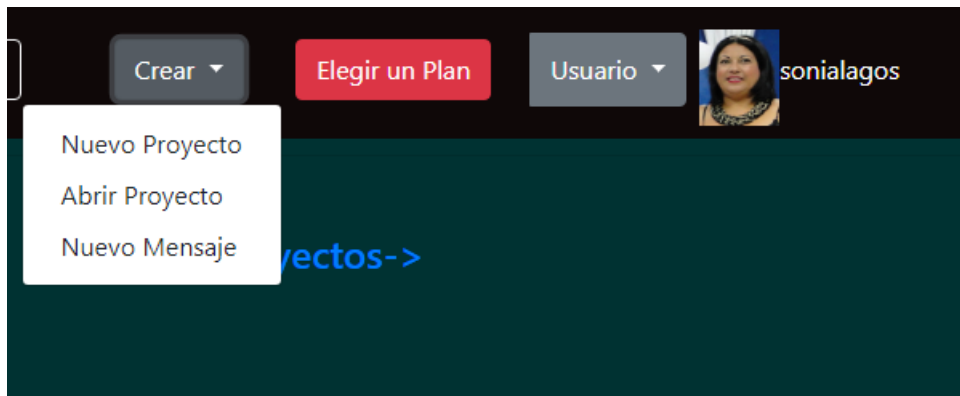 Crear
Elegir un Plan
Usuario
sonialagos
Nuevo Proyecto
Abrir Proyecto
Nuevo Mensaje
yectos->